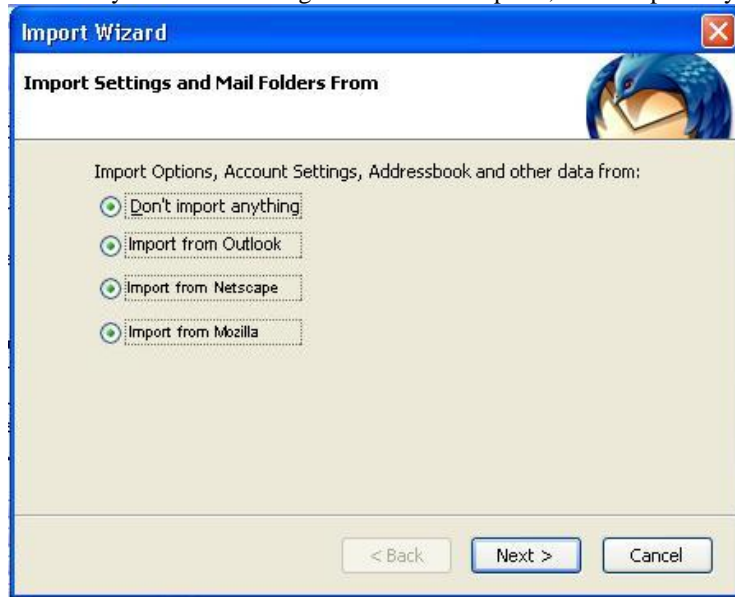 Import Wizard
Import Settings and Mail Folders From
Import Options, Account Settings, Addressbook and other data from:
Don't import anything
Import from Outlook
Import from Netscape
Import from Mozilla
< Back Next > Cancel